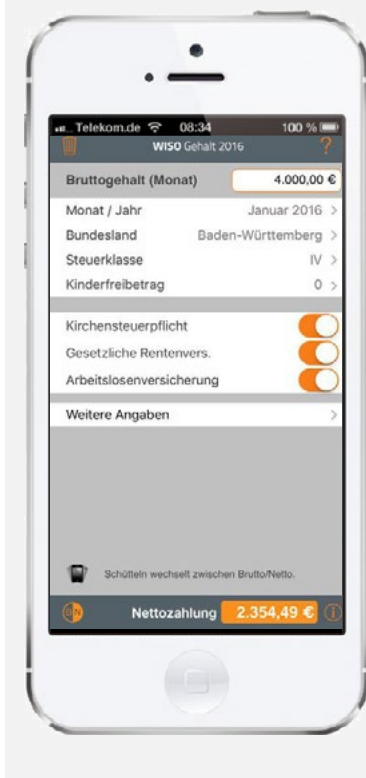 Telekom.de 08:34 100 %
WISO Gehalt 2016 ?
Bruttogehalt (Monat) 4.000,00 €
Monat / Jahr Januar 2016 >
Bundesland Baden-Württemberg >
Steuerklasse IV >
Kinderfreibetrag 0 >
Kirchensteuerpflicht
Gesetzliche Rentenvers.
Arbeitslosenversicherung
Weitere Angaben >
Schütteln wechselt zwischen Brutto/Netto.
Nettozahlung 2.354,49 € i